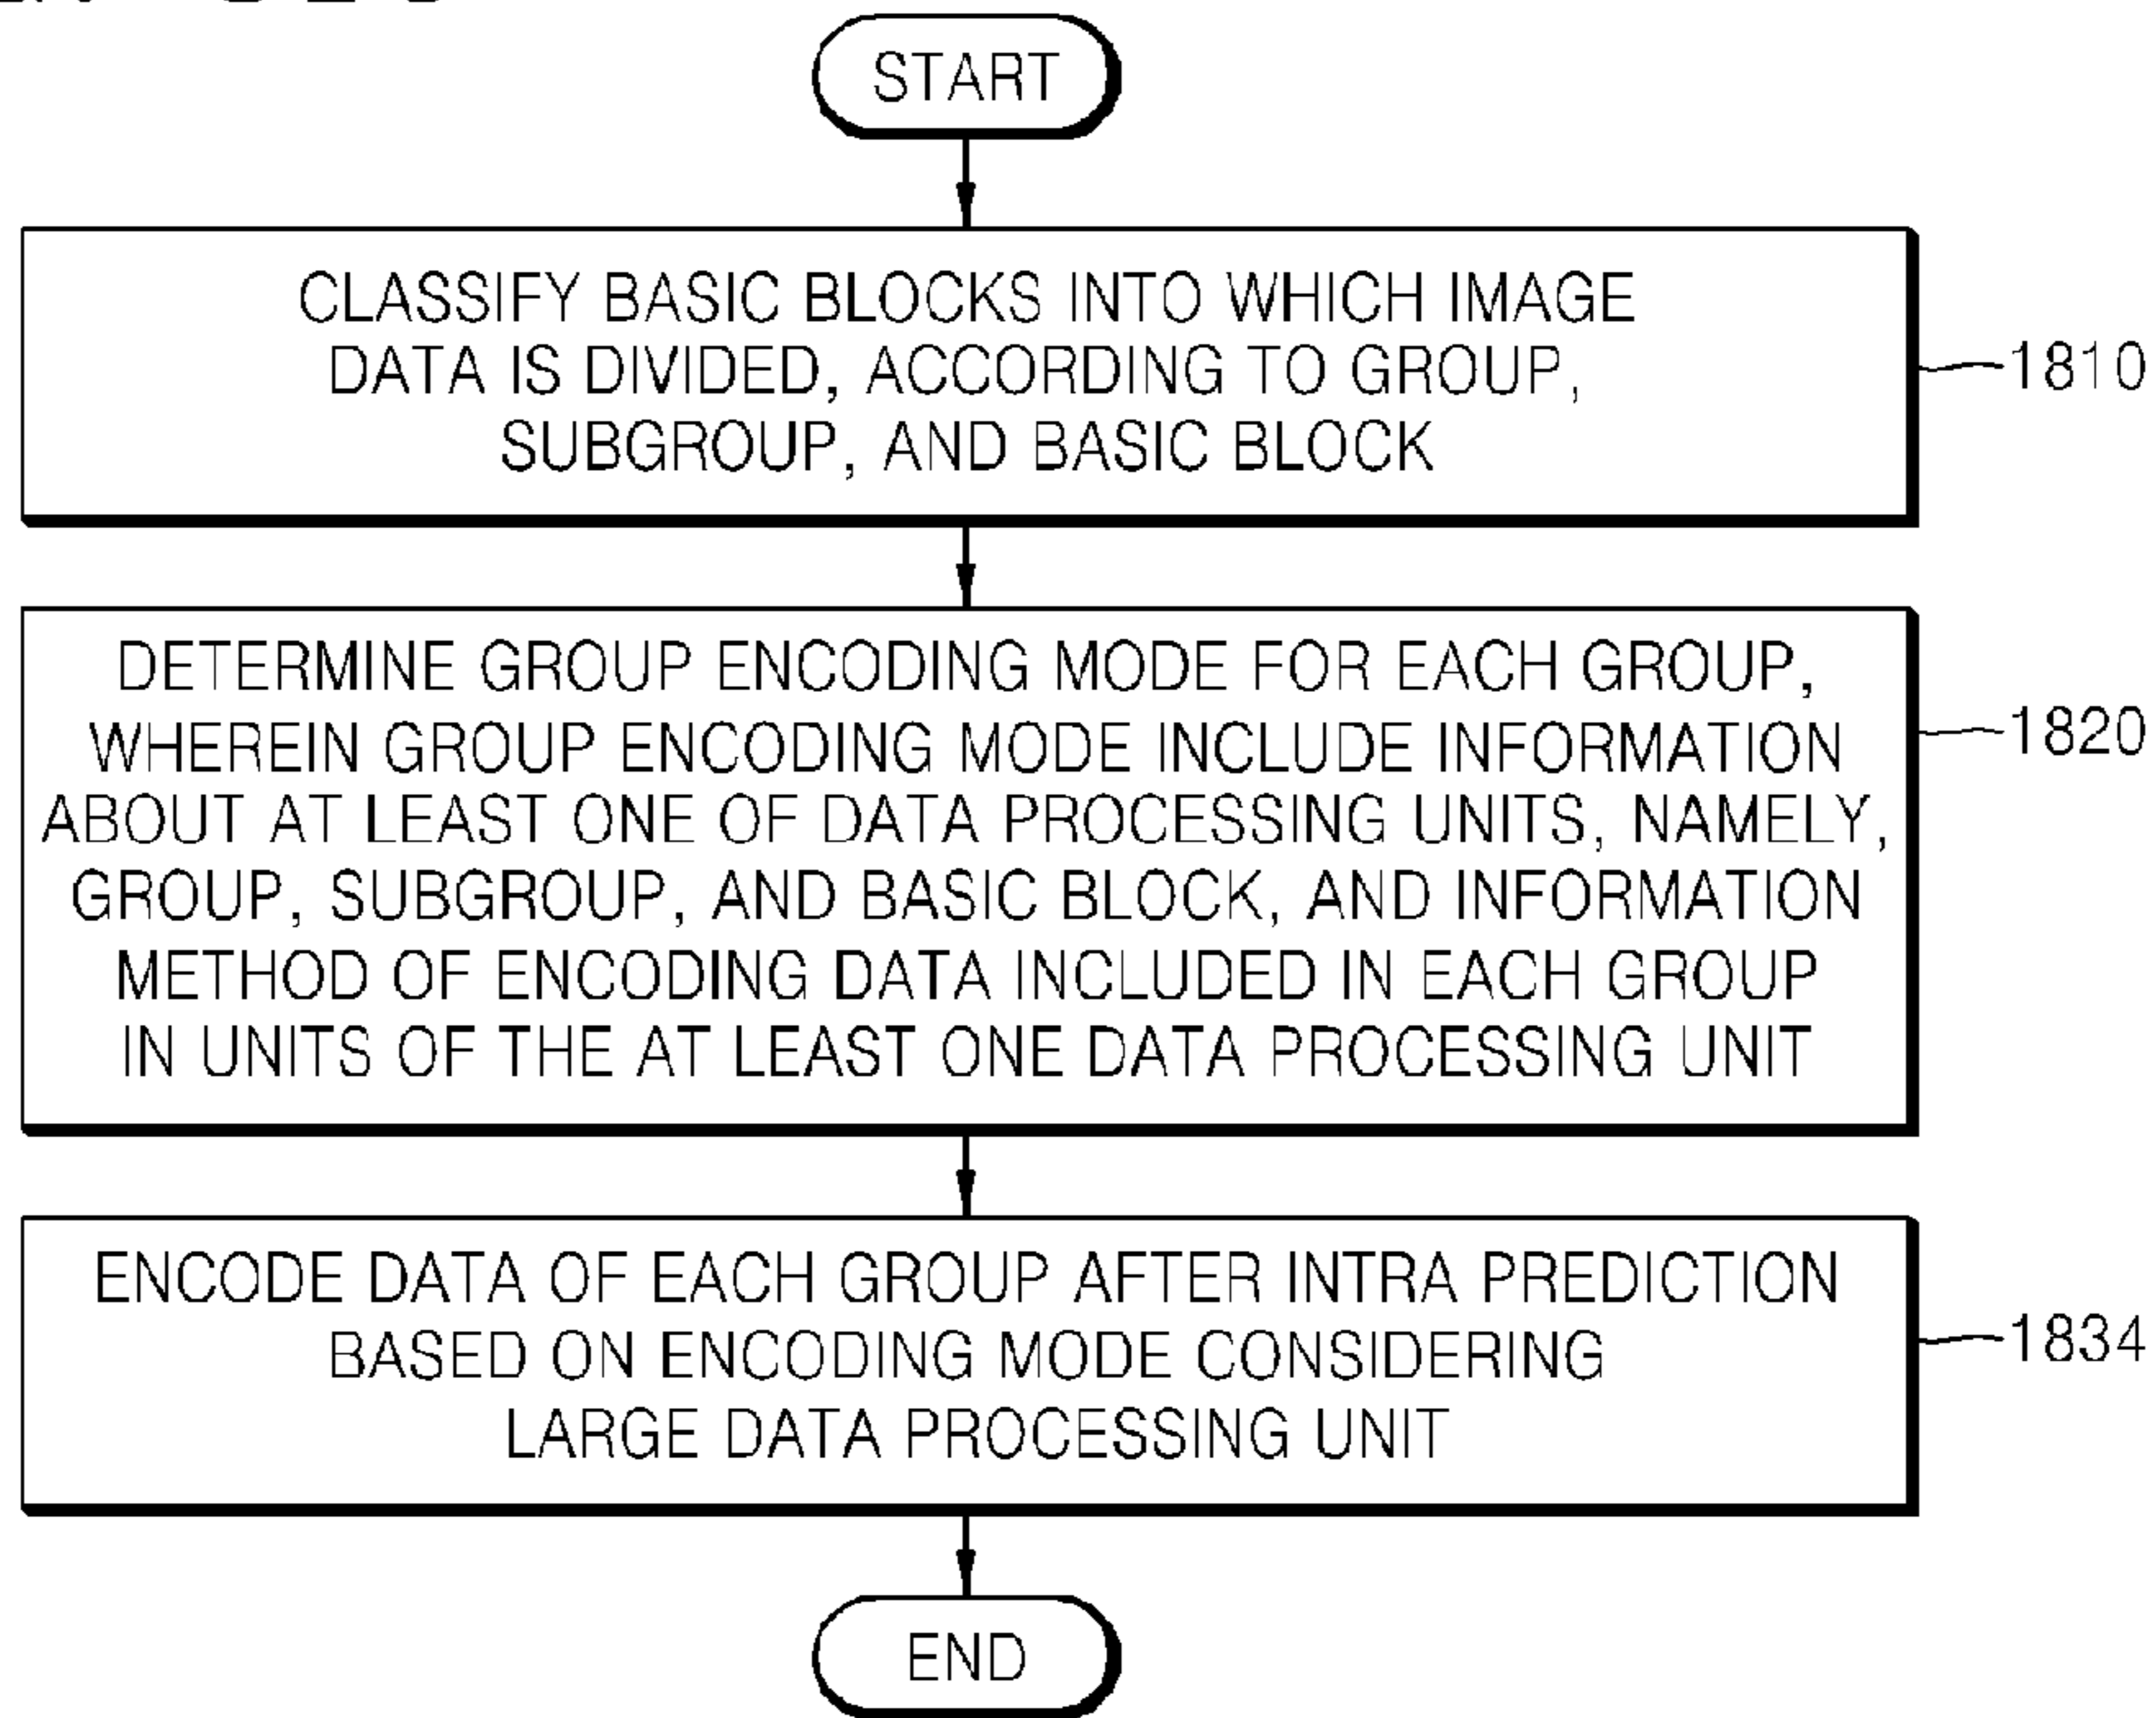 START
CLASSIFY BASIC BLOCKS INTO WHICH IMAGE
DATA IS DIVIDED, ACCORDING TO GROUP,
SUBGROUP, AND BASIC BLOCK
1810
DETERMINE GROUP ENCODING MODE FOR EACH GROUP,
WHEREIN GROUP ENCODING MODE INCLUDE INFORMATION
ABOUT AT LEAST ONE OF DATA PROCESSING UNITS, NAMELY,
GROUP, SUBGROUP, AND BASIC BLOCK, AND INFORMATION
METHOD OF ENCODING DATA INCLUDED IN EACH GROUP
IN UNITS OF THE AT LEAST ONE DATA PROCESSING UNIT
1820
ENCODE DATA OF EACH GROUP AFTER INTRA PREDICTION
BASED ON ENCODING MODE CONSIDERING
LARGE DATA PROCESSING UNIT
1834
END